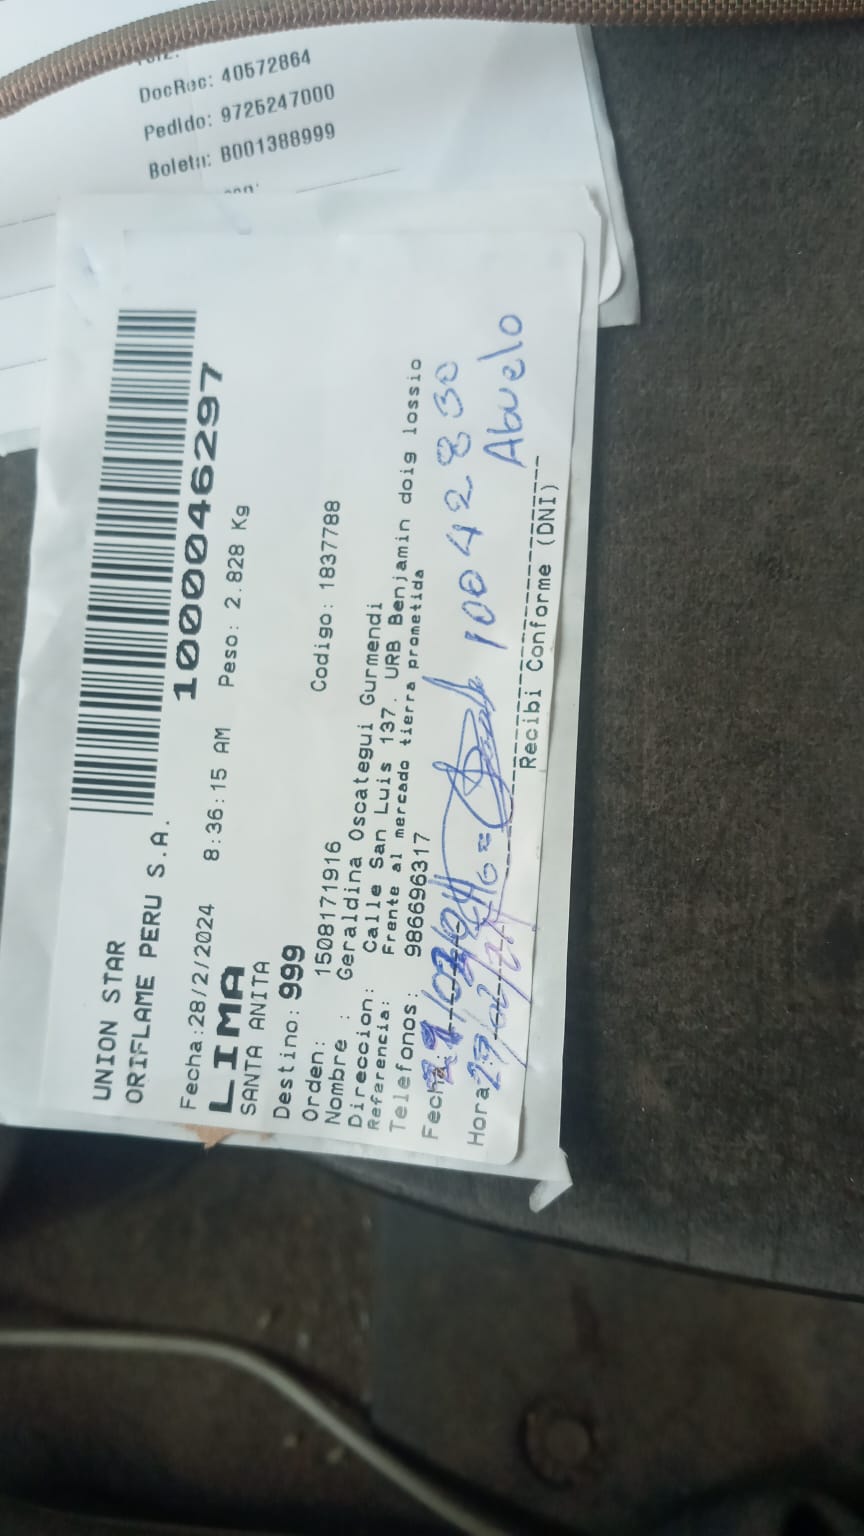 DocRec: 40572864
Pedido: 9725247000
Boleta: B001388999
UNION STAR
ORIFLAME PERU S.A.
1000046297
Fecha:28/2/2024 8:36:15 AM Peso: 2.828 Kg
LIMA
SANTA ANITA
Destino: 999
Orden: 1508171916 Codigo: 1837788
Nombre : Geraldina Oscategui Gurmendi
Direccion: Calle San Luis 137. URB Benjamin doig lossio
Referencia: Frente al mercado tierra prometida
Telefonos: 986696317
Fecha: 10042830
Hora: Abuelo
Recibi Conforme (DNI)